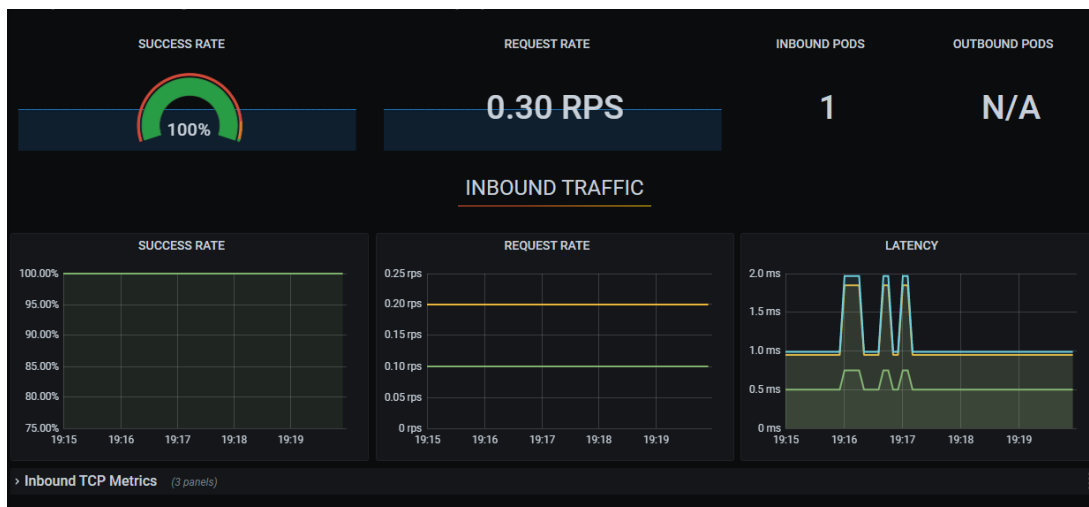 SUCCESS RATE
REQUEST RATE
INBOUND PODS
OUTBOUND PODS
100%
0.30 RPS
1
N/A
INBOUND TRAFFIC
SUCCESS RATE
100.00%
95.00%
90.00%
85.00%
80.00%
75.00%
19:15 19:16 19:17 19:18 19:19
REQUEST RATE
0.25 rps
0.20 rps
0.15 rps
0.10 rps
0.05 rps
0 rps
19:15 19:16 19:17 19:18 19:19
LATENCY
2.0 ms
1.5 ms
1.0 ms
0.5 ms
0 ms
19:15 19:16 19:17 19:18 19:19
› Inbound TCP Metrics (3 panels)